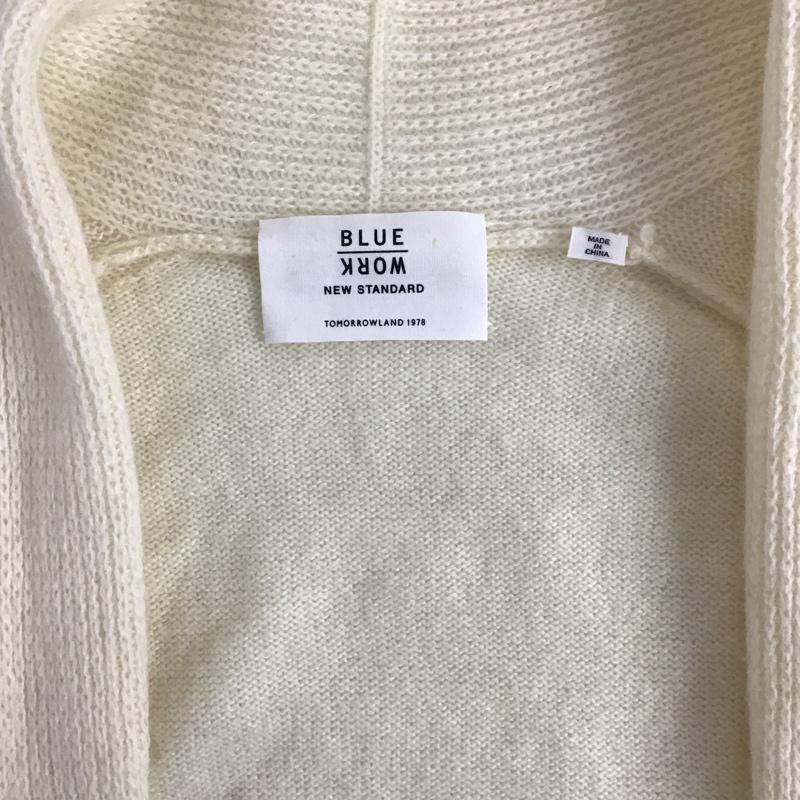 BLUE
WORK
NEW STANDARD
TOMORROWLAND 1978
MADE
IN
CHINA